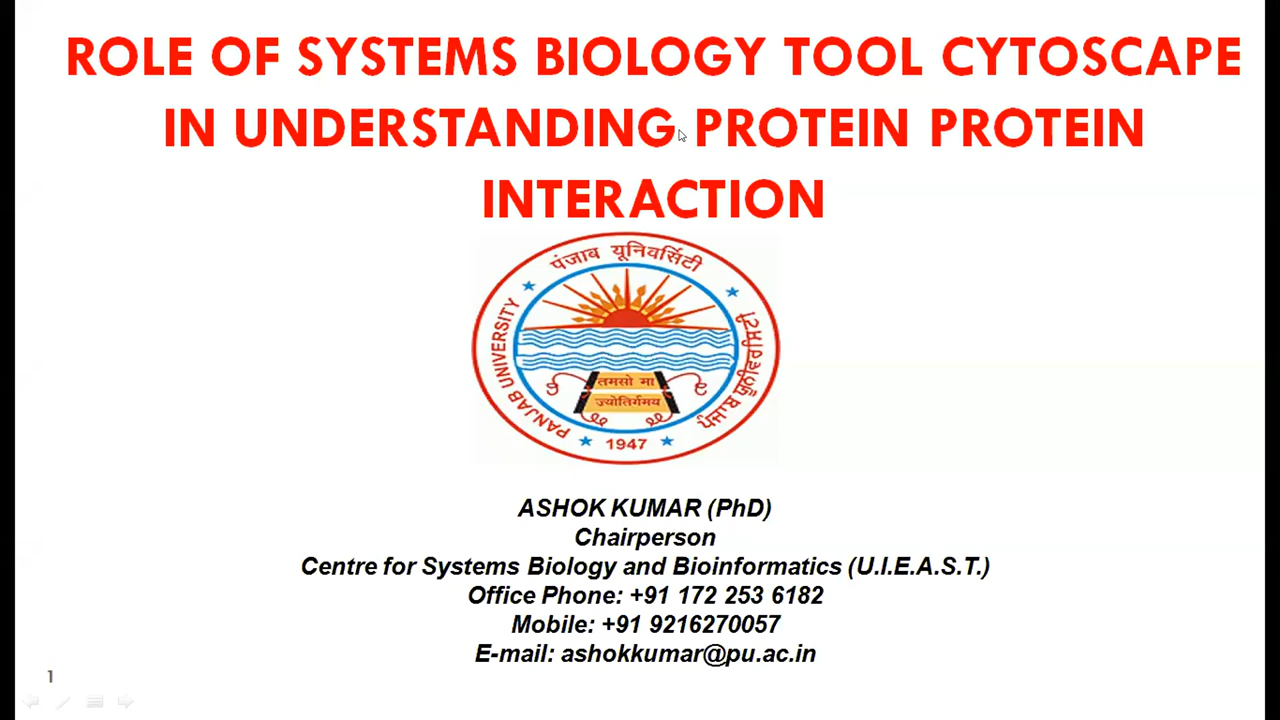 ROLE OF SYSTEMS BIOLOGY TOOL CYTOSCAPE
IN UNDERSTANDING PROTEIN PROTEIN
INTERACTION
पंजाब यूनिवर्सिटी
PANJAB UNIVERSITY
ਪੰਜਾਬ ਯੂਨੀਵਰਸਿਟੀ
तमसो मा
ज्योतिर्गमय
1947
ASHOK KUMAR (PhD)
Chairperson
Centre for Systems Biology and Bioinformatics (U.I.E.A.S.T.)
Office Phone: +91 172 253 6182
Mobile: +91 9216270057
E-mail: ashokkumar@pu.ac.in
1